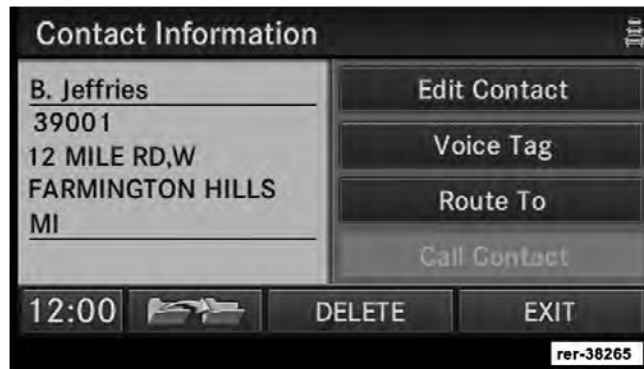 Contact Information
B. Jeffries
39001
12 MILE RD,W
FARMINGTON HILLS
MI
Edit Contact
Voice Tag
Route To
Call Contact
12:00
DELETE
EXIT
rer-38265